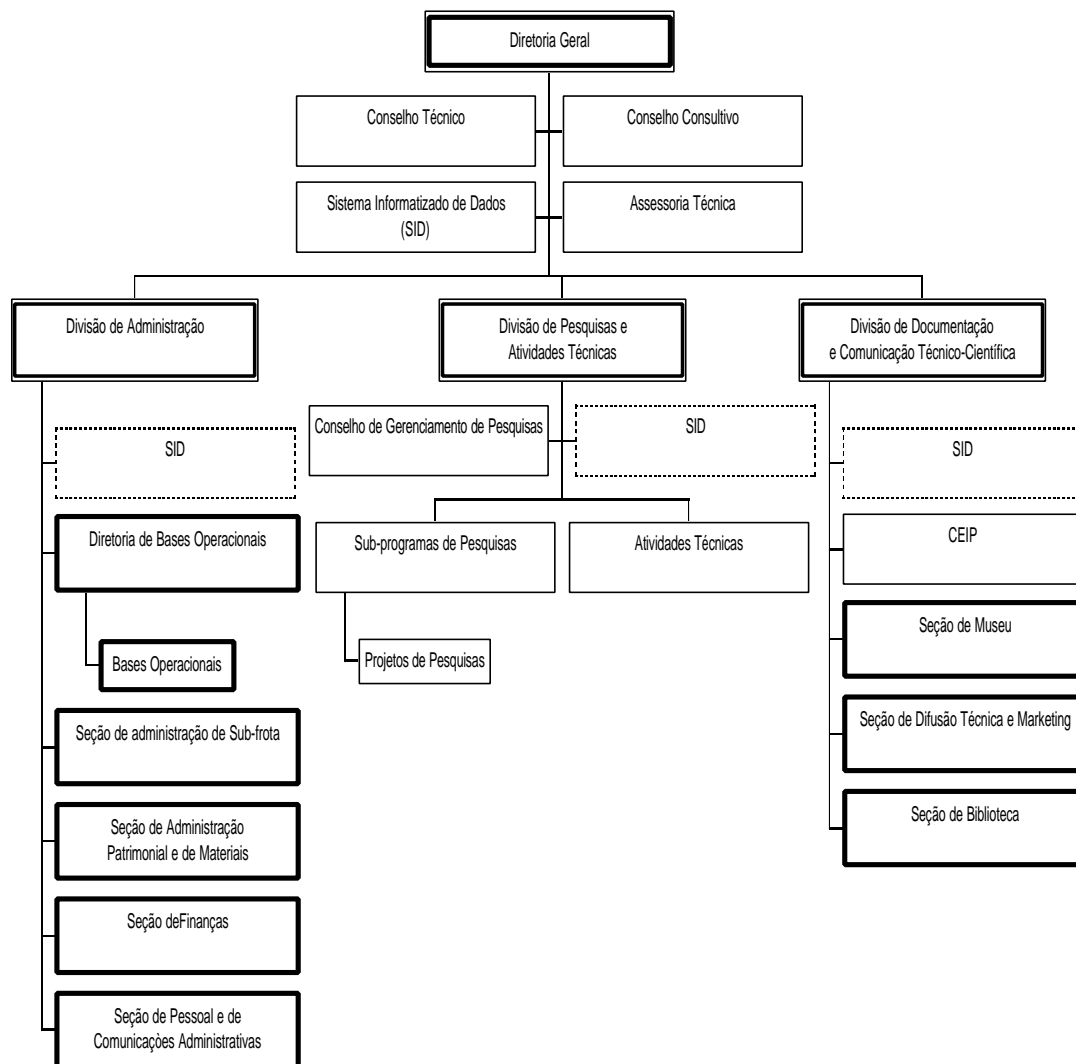 Diretoria Geral
Conselho Técnico
Conselho Consultivo
Sistema Informatizado de Dados
(SID)
Assessoria Técnica
Divisão de Administração
Divisão de Pesquisas e
Atividades Técnicas
Divisão de Documentação
e Comunicação Técnico-Científica
SID
Diretoria de Bases Operacionais
Bases Operacionais
Seção de administração de Sub-frota
Seção de Administração
Patrimonial e de Materiais
Seção deFinanças
Seção de Pessoal e de
Comunicaçòes Administrativas
Conselho de Gerenciamento de Pesquisas
SID
Sub-programas de Pesquisas
Atividades Técnicas
Projetos de Pesquisas
SID
CEIP
Seção de Museu
Seção de Difusão Técnica e Marketing
Seção de Biblioteca